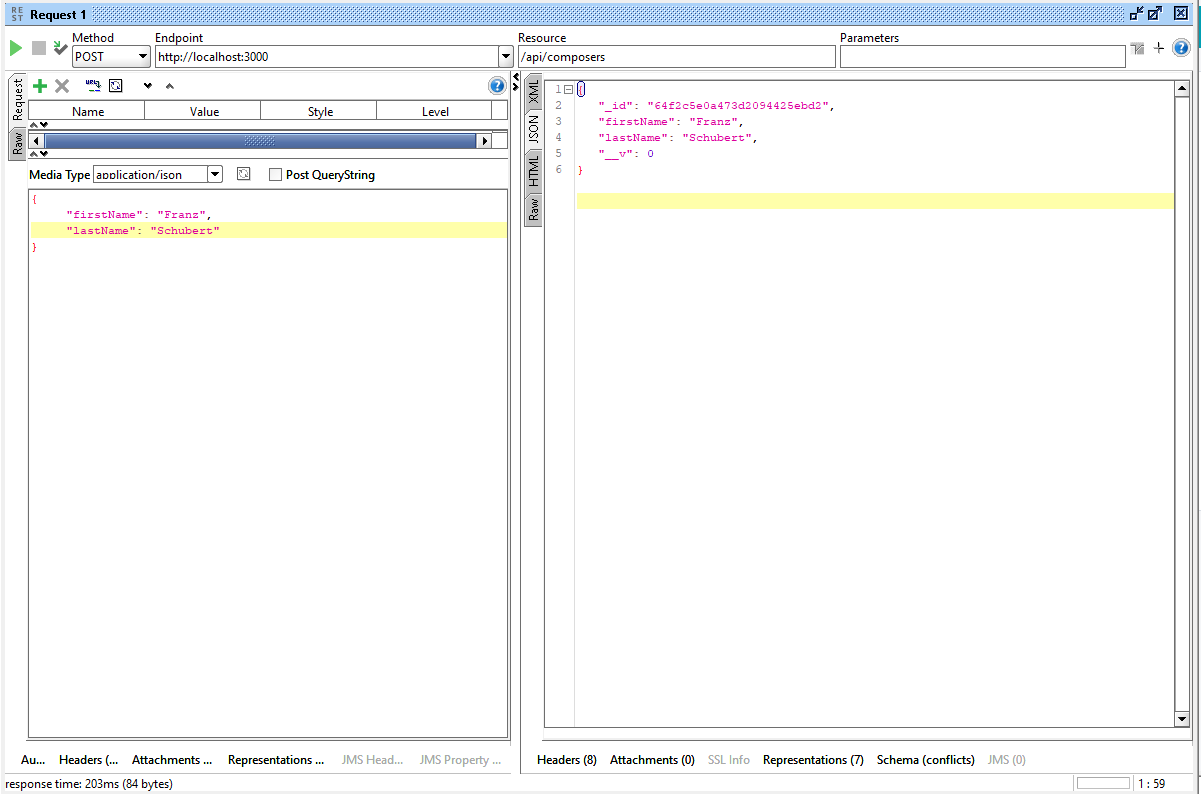 RE ST Request 1
Method Endpoint Resource Parameters
POST http://localhost:3000 /api/composers
Request
Raw
Name Value Style Level
Media Type application/json Post QueryString
{
"firstName": "Franz",
"lastName": "Schubert"
}
XML
JSON
HTML
Raw
1 {
2 "_id": "64f2c5e0a473d2094425ebd2",
3 "firstName": "Franz",
4 "lastName": "Schubert",
5 "__v": 0
6 }
Au... Headers (... Attachments ... Representations ... JMS Head... JMS Property ...
Headers (8) Attachments (0) SSL Info Representations (7) Schema (conflicts) JMS (0)
response time: 203ms (84 bytes)
1 : 59